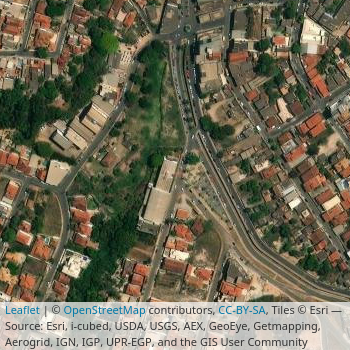 Leaflet | © OpenStreetMap contributors, CC-BY-SA, Tiles © Esri —
Source: Esri, i-cubed, USDA, USGS, AEX, GeoEye, Getmapping,
Aerogrid, IGN, IGP, UPR-EGP, and the GIS User Community